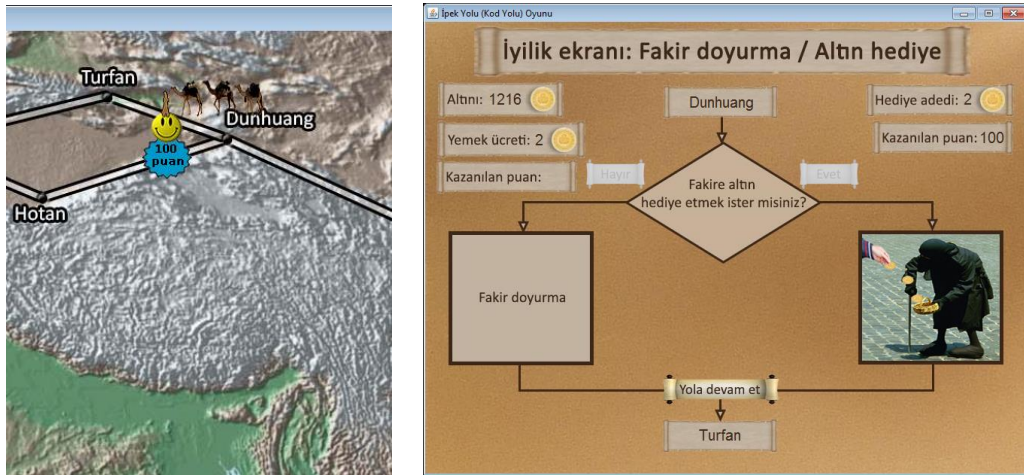 Turfan
Dunhuang
100
puan
Hotan
İpek Yolu (Kod Yolu) Oyunu
İyilik ekranı: Fakir doyurma / Altın hediye
Altını: 1216
Dunhuang
Hediye adedi: 2
Yemek ücreti: 2
Kazanılan puan: 100
Kazanılan puan:
Hayır
Evet
Fakire altın
hediye etmek ister misiniz?
Fakir doyurma
Yola devam et
Turfan